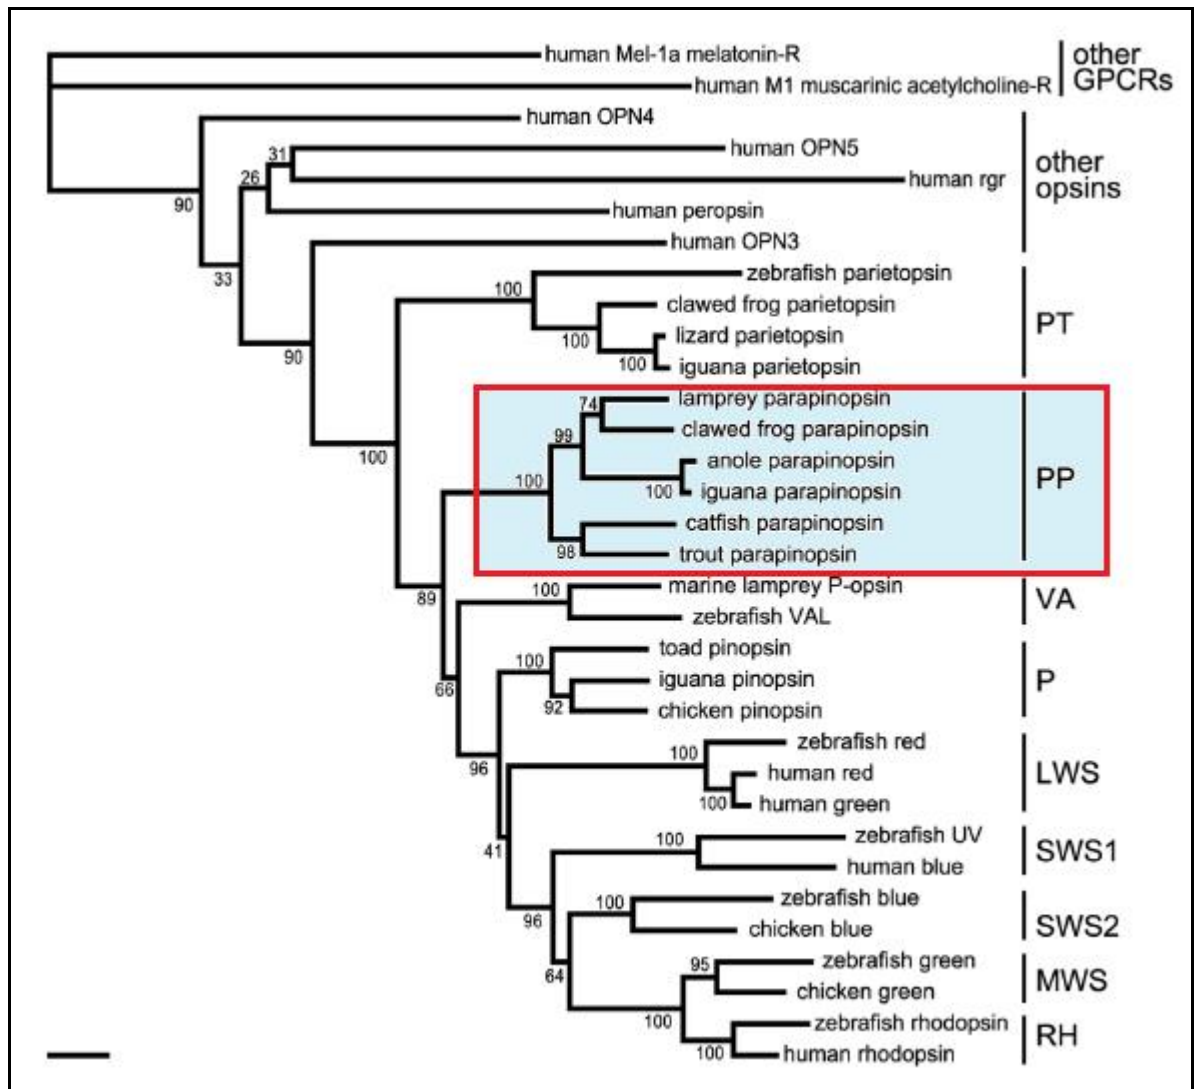 human Mel-1a melatonin-R
other
GPCRs
human M1 muscarinic acetylcholine-R
human OPN4
human OPN5
31
human rgr
other
opsins
26
human peropsin
90
human OPN3
33
zebrafish parietopsin
100
clawed frog parietopsin
PT
lizard parietopsin
100
90
iguana parietopsin
100
lamprey parapinopsin
74
clawed frog parapinopsin
99
100
anole parapinopsin
PP
100
iguana parapinopsin
100
catfish parapinopsin
98
trout parapinopsin
marine lamprey P-opsin
100
VA
89
zebrafish VAL
toad pinopsin
100
iguana pinopsin
P
66
92
chicken pinopsin
zebrafish red
100
96
human red
LWS
100
human green
zebrafish UV
100
41
SWS1
human blue
zebrafish blue
100
96
SWS2
chicken blue
zebrafish green
95
64
MWS
chicken green
100
zebrafish rhodopsin
RH
100
human rhodopsin